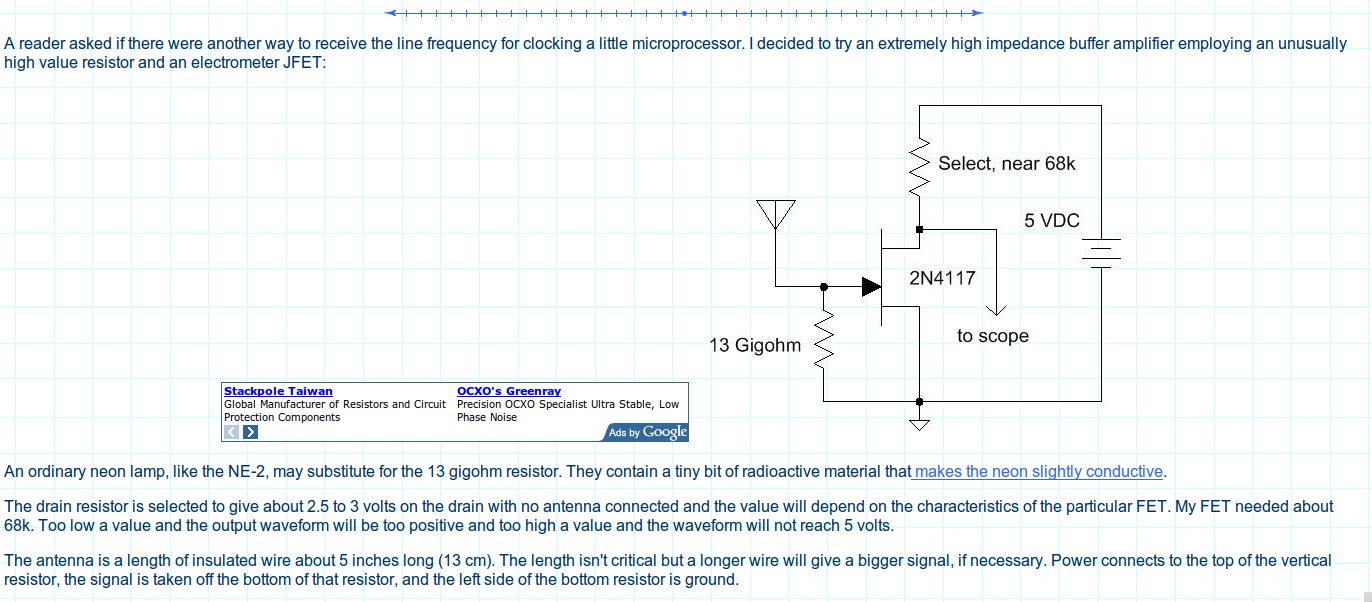 A reader asked if there were another way to receive the line frequency for clocking a little microprocessor. I decided to try an extremely high impedance buffer amplifier employing an unusually
high value resistor and an electrometer JFET:
Select, near 68k
5 VDC
2N4117
to scope
13 Gigohm
Stackpole Taiwan
Global Manufacturer of Resistors and Circuit
Protection Components
OCXO's Greenray
Precision OCXO Specialist Ultra Stable, Low
Phase Noise
Ads by Google
An ordinary neon lamp, like the NE-2, may substitute for the 13 gigohm resistor. They contain a tiny bit of radioactive material that makes the neon slightly conductive.
The drain resistor is selected to give about 2.5 to 3 volts on the drain with no antenna connected and the value will depend on the characteristics of the particular FET. My FET needed about
68k. Too low a value and the output waveform will be too positive and too high a value and the waveform will not reach 5 volts.
The antenna is a length of insulated wire about 5 inches long (13 cm). The length isn't critical but a longer wire will give a bigger signal, if necessary. Power connects to the top of the vertical
resistor, the signal is taken off the bottom of that resistor, and the left side of the bottom resistor is ground.